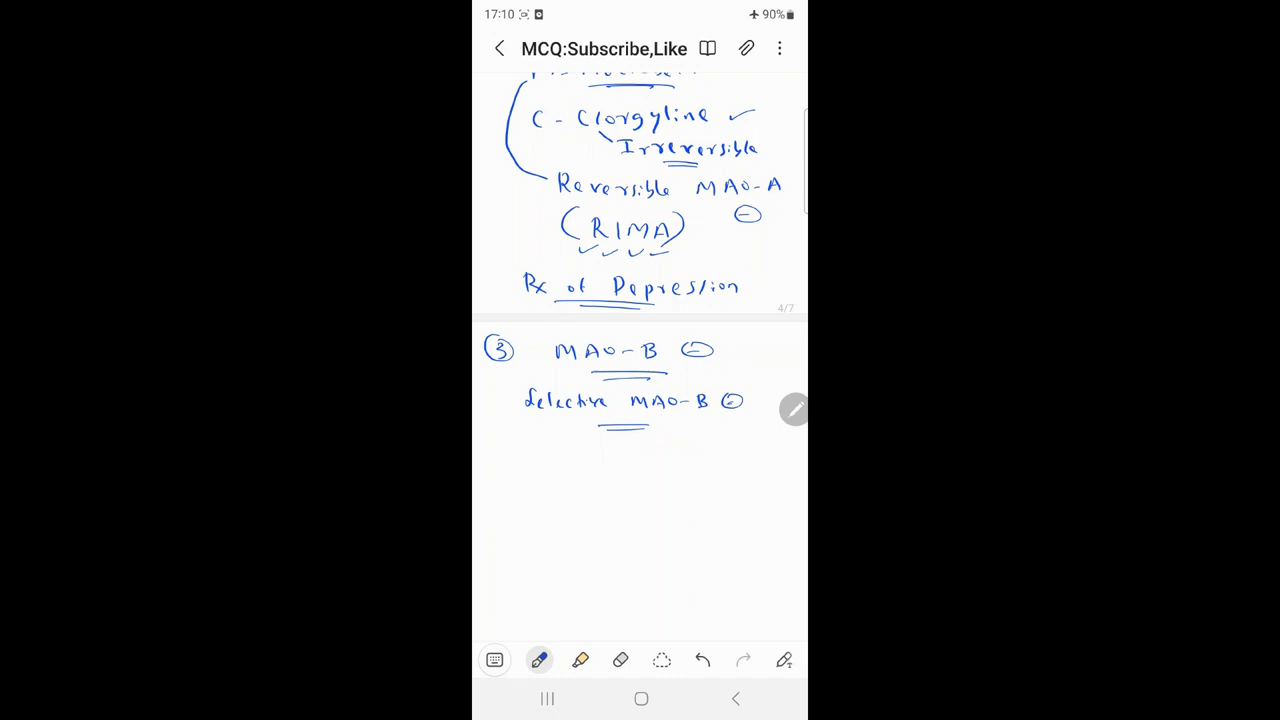 17:10 90%
MCQ:Subscribe,Like
C - Clorgyline
Irreversible
Reversible MAO-A
(RIMA)
Rx of Depression
4/7
3 MAO-B
Selective MAO-B